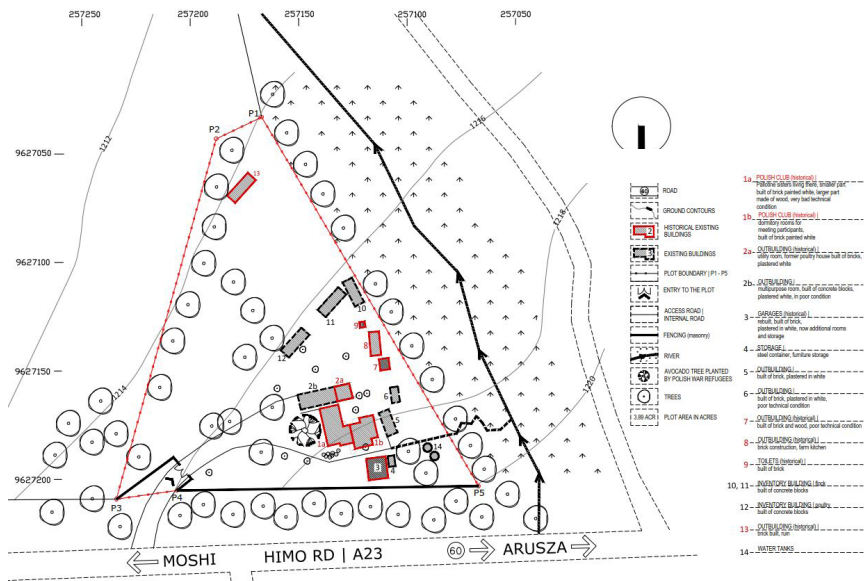 257250
257200
257150
257100
257050
9627050
9627100
9627150
9627200
1212
1214
1216
1218
1220
P1
P2
P3
P4
P5
13
10
11
12
9
8
7
6
5
2a
2b
1a
1b
3
4
14
MOSHI
HIMO RD | A23
60
ARUSZA
60 ROAD
GROUND CONTOURS
2 HISTORICAL EXISTING
BUILDINGS
EXISTING BUILDINGS
PLOT BOUNDARY | P1 - P5
ENTRY TO THE PLOT
ACCESS ROAD |
INTERNAL ROAD
FENCING (masonry)
RIVER
AVOCADO TREE PLANTED
BY POLISH WAR REFUGEES
TREES
3.89 ACR PLOT AREA IN ACRES
1a POLISH CLUB (historical) |
Pallotine sisters living there, smaller part
built of brick painted white, larger part
made of wood, very bad technical
condition
1b POLISH CLUB (historical) |
dormitory rooms for
meeting participants,
built of brick painted white
2a OUTBUILDING (historical) |
utility room, former poultry house built of bricks,
plastered white
2b OUTBUILDING |
multipurpose room, built of concrete blocks,
plastered white, in poor condition
3 GARAGES (historical) |
rebuilt, built of brick,
plastered in white, now additional rooms
and storage
4 STORAGE |
steel container, furniture storage
5 OUTBUILDING |
built of brick, plastered in white
6 OUTBUILDING |
built of brick, plastered in white,
poor technical condition
7 OUTBUILDING (historical) |
built of brick and wood, poor technical condition
8 OUTBUILDING (historical) |
brick construction, farm kitchen
9 TOILETS (historical) |
built of brick
10, 11 INVENTORY BUILDING |
built of concrete blocks
12 INVENTORY BUILDING | poultry
built of concrete blocks
13 OUTBUILDING (historical) |
brick built, ruin
14 WATER TANKS